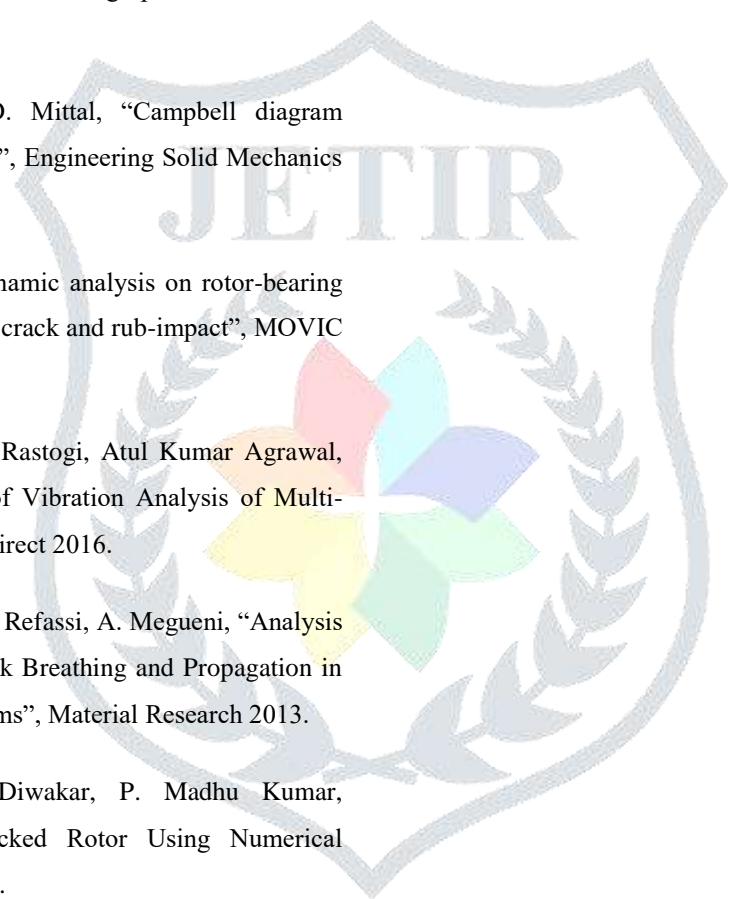 D. Mittal, “Campbell diagram
”, Engineering Solid Mechanics
JETIR
namic analysis on rotor-bearing
crack and rub-impact”, MOVIC
Rastogi, Atul Kumar Agrawal,
of Vibration Analysis of Multi-
irect 2016.
Refassi, A. Megueni, “Analysis
k Breathing and Propagation in
ms”, Material Research 2013.
Diwakar, P. Madhu Kumar,
cked Rotor Using Numerical
.